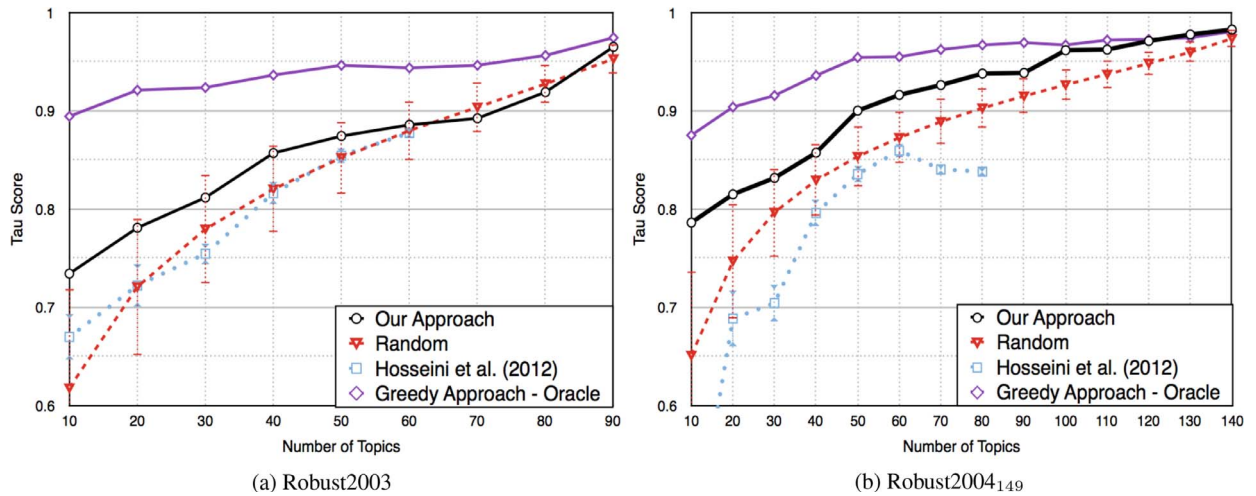 1
0.9
0.8
0.7
0.6
Tau Score
10 20 30 40 50 60 70 80 90
Number of Topics
Our Approach
Random
Hosseini et al. (2012)
Greedy Approach - Oracle
(a) Robust2003
1
0.9
0.8
0.7
0.6
Tau Score
10 20 30 40 50 60 70 80 90 100 110 120 130 140
Number of Topics
Our Approach
Random
Hosseini et al. (2012)
Greedy Approach - Oracle
(b) Robust2004₁₄₉